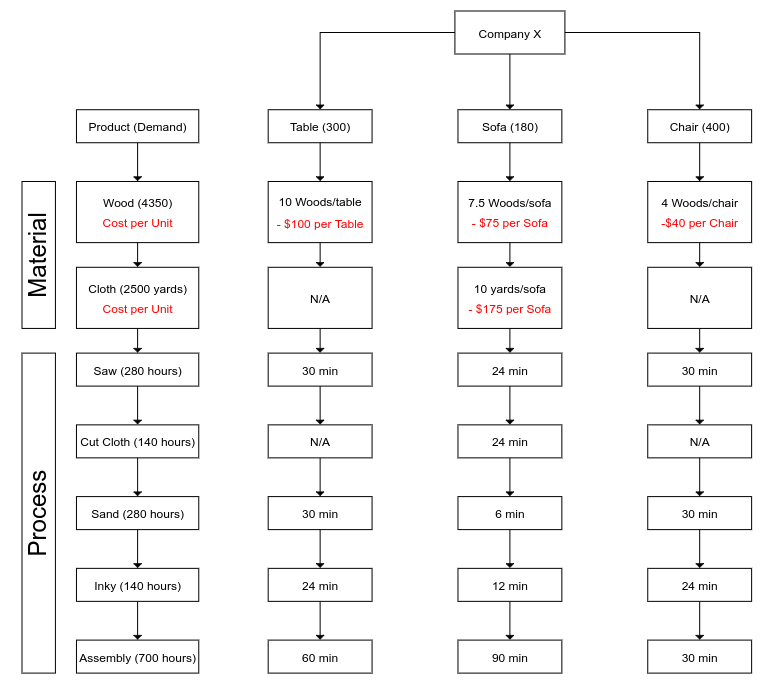 Company X
Product (Demand)
Table (300)
Sofa (180)
Chair (400)
Material
Wood (4350)
Cost per Unit
10 Woods/table
- $100 per Table
7.5 Woods/sofa
- $75 per Sofa
4 Woods/chair
-$40 per Chair
Cloth (2500 yards)
Cost per Unit
N/A
10 yards/sofa
- $175 per Sofa
N/A
Process
Saw (280 hours)
30 min
24 min
30 min
Cut Cloth (140 hours)
N/A
24 min
N/A
Sand (280 hours)
30 min
6 min
30 min
Inky (140 hours)
24 min
12 min
24 min
Assembly (700 hours)
60 min
90 min
30 min